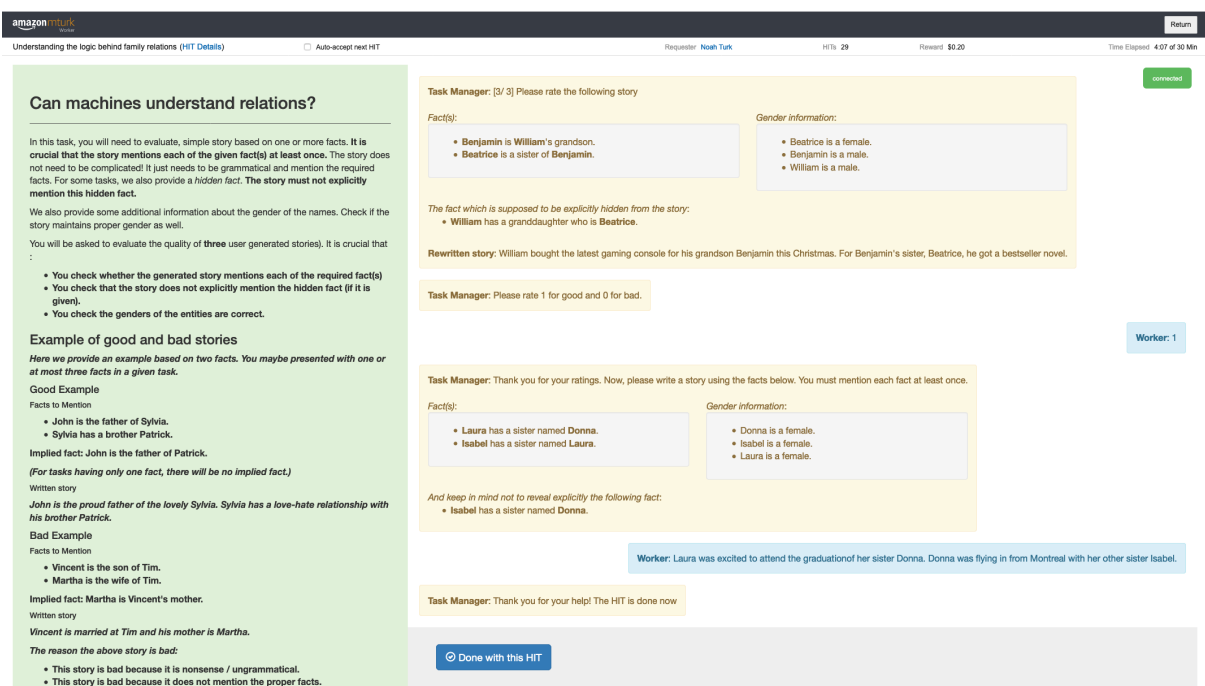 amazonmturk
Worker
Return
Understanding the logic behind family relations (HIT Details)
Auto-accept next HIT
Requester Noah Turk
HITs 29
Reward $0.20
Time Elapsed 4:07 of 30 Min
Can machines understand relations?
In this task, you will need to evaluate, simple story based on one or more facts. It is
crucial that the story mentions each of the given fact(s) at least once. The story does
not need to be complicated! It just needs to be grammatical and mention the required
facts. For some tasks, we also provide a hidden fact. The story must not explicitly
mention this hidden fact.
We also provide some additional information about the gender of the names. Check if the
story maintains proper gender as well.
You will be asked to evaluate the quality of three user generated stories). It is crucial that
:
• You check whether the generated story mentions each of the required fact(s)
• You check that the story does not explicitly mention the hidden fact (if it is
given).
• You check the genders of the entities are correct.
Example of good and bad stories
Here we provide an example based on two facts. You maybe presented with one or
at most three facts in a given task.
Good Example
Facts to Mention
• John is the father of Sylvia.
• Sylvia has a brother Patrick.
Implied fact: John is the father of Patrick.
(For tasks having only one fact, there will be no implied fact.)
Written story
John is the proud father of the lovely Sylvia. Sylvia has a love-hate relationship with
his brother Patrick.
Bad Example
Facts to Mention
• Vincent is the son of Tim.
• Martha is the wife of Tim.
Implied fact: Martha is Vincent's mother.
Written story
Vincent is married at Tim and his mother is Martha.
The reason the above story is bad:
• This story is bad because it is nonsense / ungrammatical.
• This story is bad because it does not mention the proper facts.
connected
Task Manager: [3/ 3] Please rate the following story
Fact(s):
• Benjamin is William's grandson.
• Beatrice is a sister of Benjamin.
Gender information:
• Beatrice is a female.
• Benjamin is a male.
• William is a male.
The fact which is supposed to be explicitly hidden from the story:
• William has a granddaughter who is Beatrice.
Rewritten story: William bought the latest gaming console for his grandson Benjamin this Christmas. For Benjamin's sister, Beatrice, he got a bestseller novel.
Task Manager: Please rate 1 for good and 0 for bad.
Worker: 1
Task Manager: Thank you for your ratings. Now, please write a story using the facts below. You must mention each fact at least once.
Fact(s):
• Laura has a sister named Donna.
• Isabel has a sister named Laura.
Gender information:
• Donna is a female.
• Isabel is a female.
• Laura is a female.
And keep in mind not to reveal explicitly the following fact:
• Isabel has a sister named Donna.
Worker: Laura was excited to attend the graduationof her sister Donna. Donna was flying in from Montreal with her other sister Isabel.
Task Manager: Thank you for your help! The HIT is done now
Done with this HIT